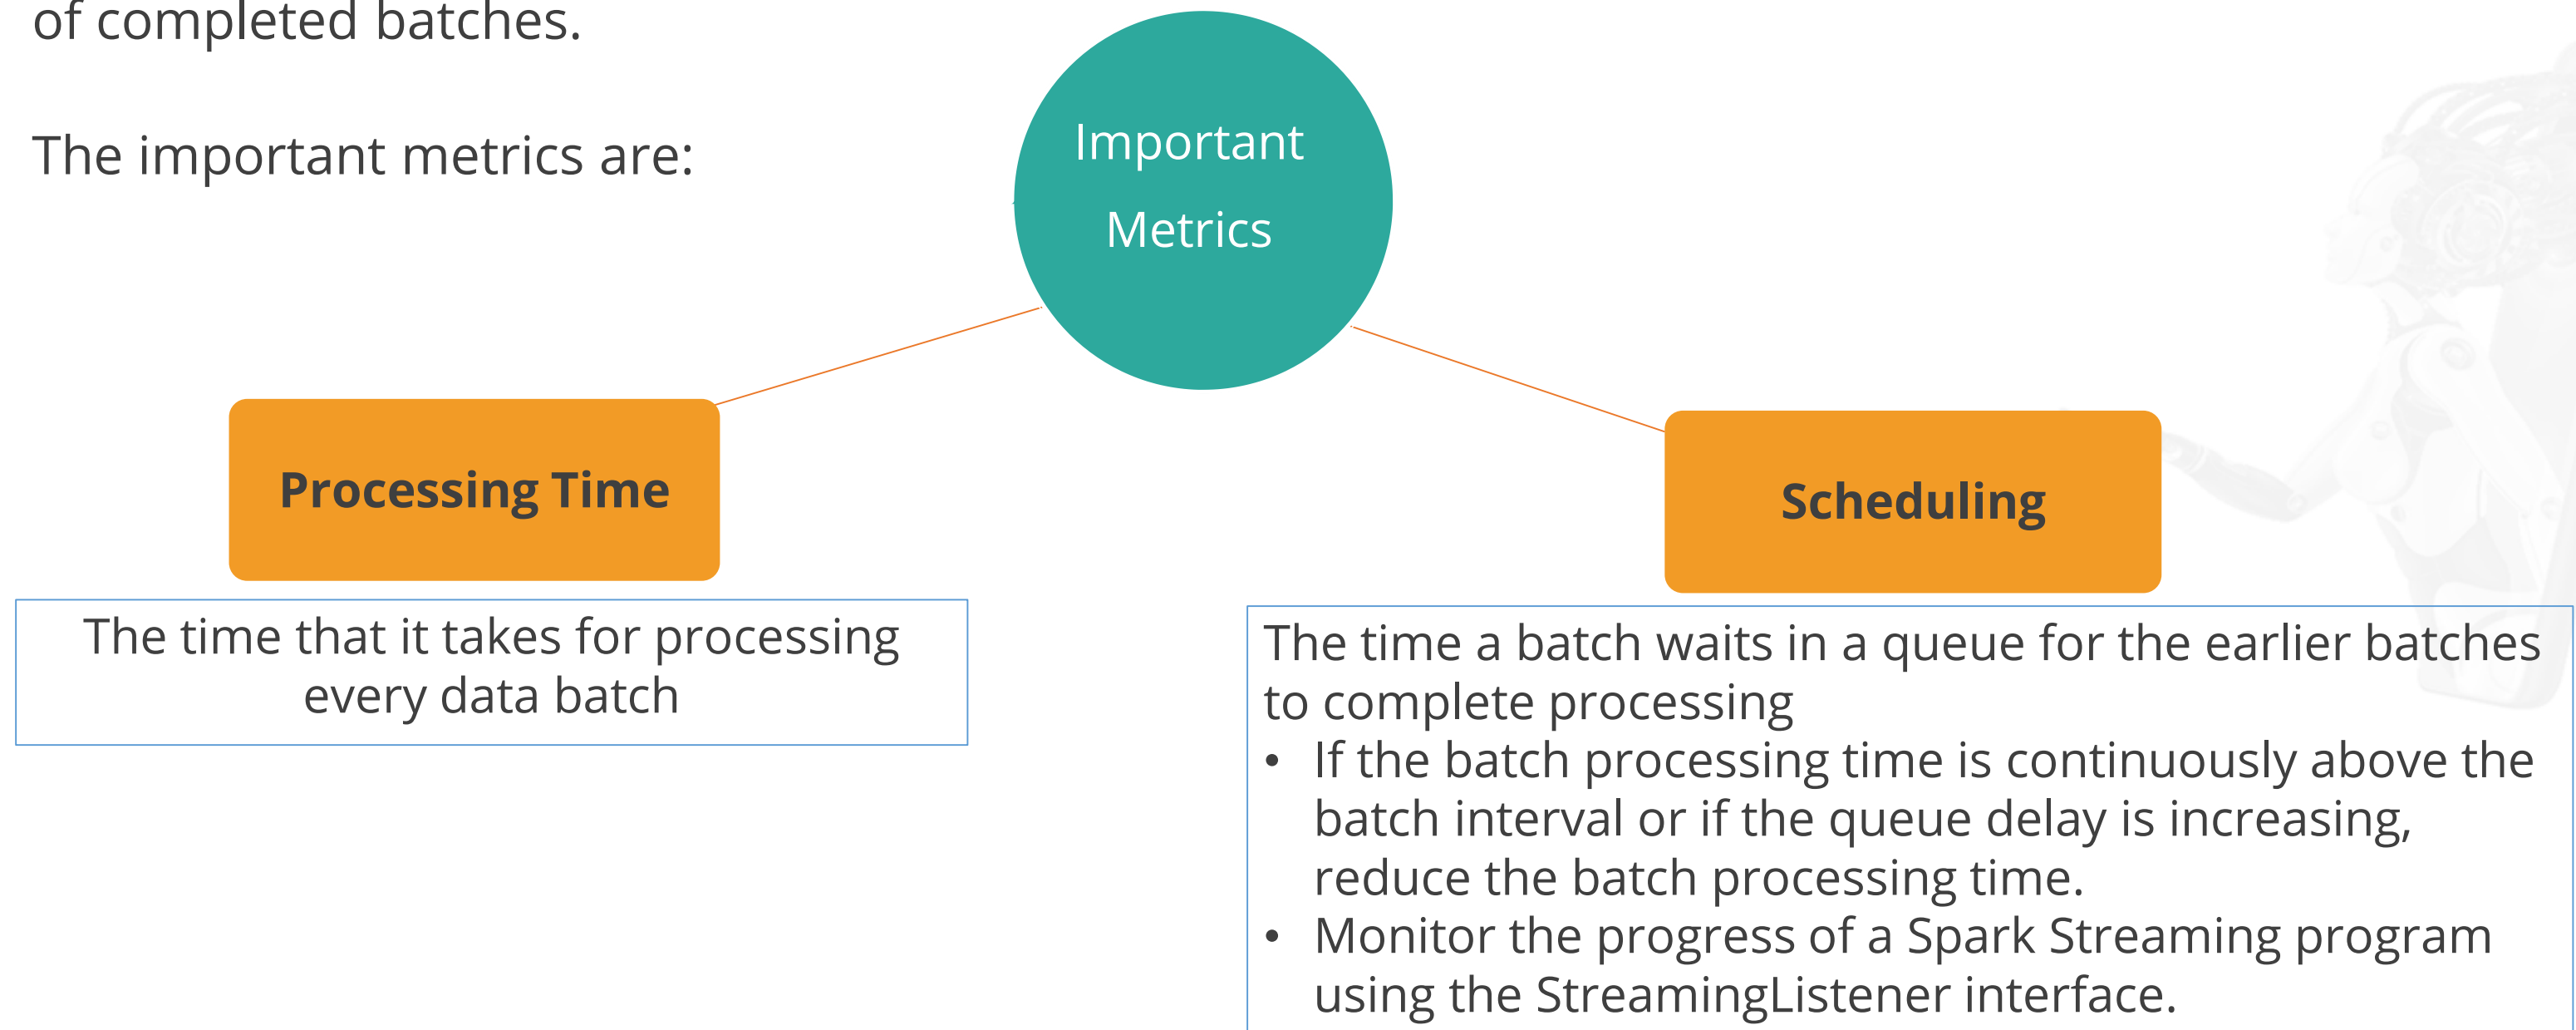 of completed batches.
The important metrics are:
Important
Metrics
Processing Time
The time that it takes for processing
every data batch
Scheduling
The time a batch waits in a queue for the earlier batches
to complete processing
• If the batch processing time is continuously above the
batch interval or if the queue delay is increasing,
reduce the batch processing time.
• Monitor the progress of a Spark Streaming program
using the StreamingListener interface.